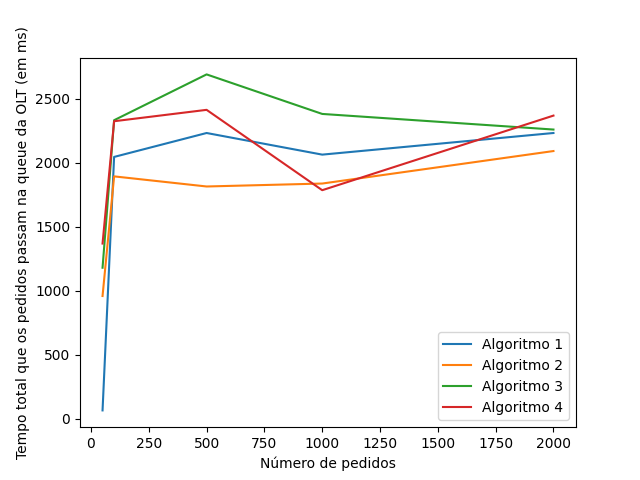 Tempo total que os pedidos passam na queue da OLT (em ms)
2500
2000
1500
1000
500
0
0 250 500 750 1000 1250 1500 1750 2000
Número de pedidos
Algoritmo 1
Algoritmo 2
Algoritmo 3
Algoritmo 4